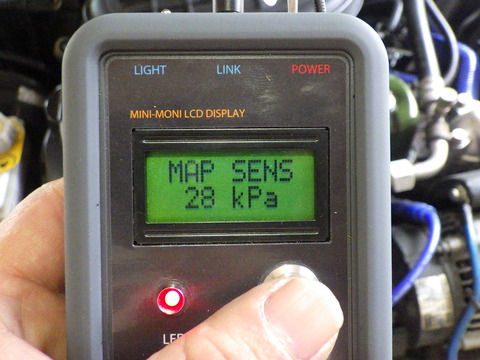 LIGHT LINK POWER
MINI-MONI LCD DISPLAY
MAP SENS
28 kPa